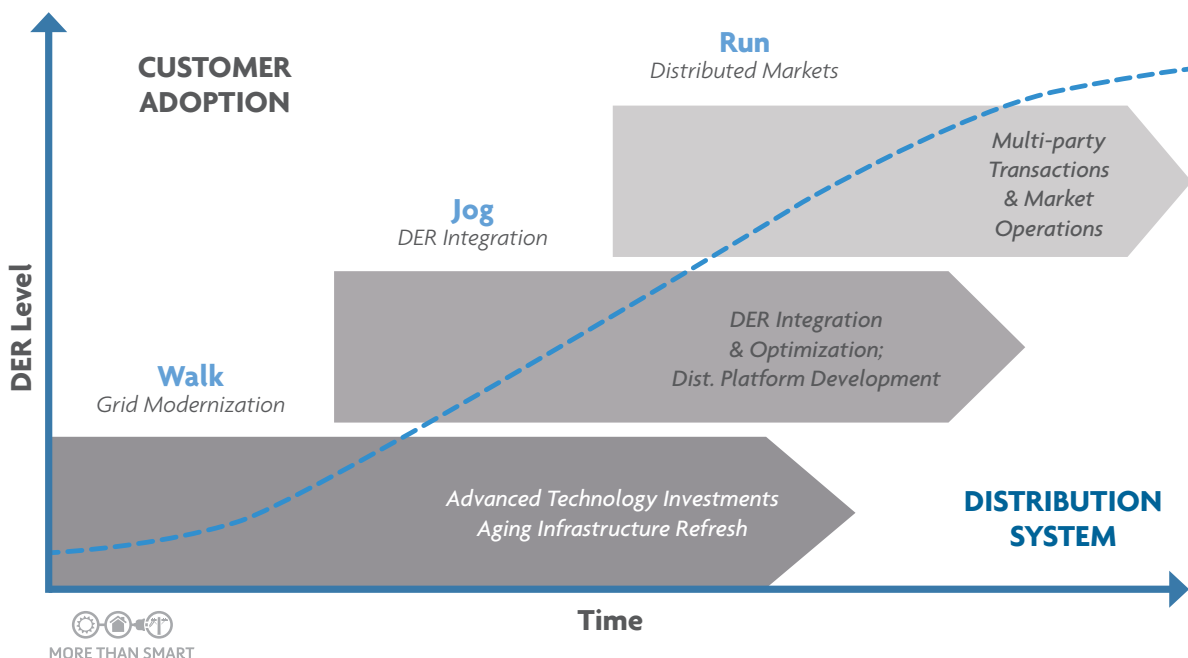 CUSTOMER
ADOPTION
Run
Distributed Markets
Multi-party
Transactions
& Market
Operations
Jog
DER Integration
DER Integration
& Optimization;
Dist. Platform Development
Walk
Grid Modernization
Advanced Technology Investments
Aging Infrastructure Refresh
DISTRIBUTION
SYSTEM
DER Level
Time
MORE THAN SMART